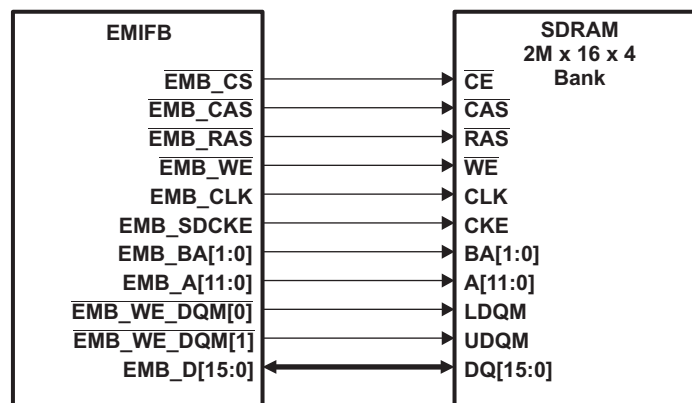 EMIFB
EMB_CS
EMB_CAS
EMB_RAS
EMB_WE
EMB_CLK
EMB_SDCKE
EMB_BA[1:0]
EMB_A[11:0]
EMB_WE_DQM[0]
EMB_WE_DQM[1]
EMB_D[15:0]
SDRAM
2M x 16 x 4
Bank
CE
CAS
RAS
WE
CLK
CKE
BA[1:0]
A[11:0]
LDQM
UDQM
DQ[15:0]